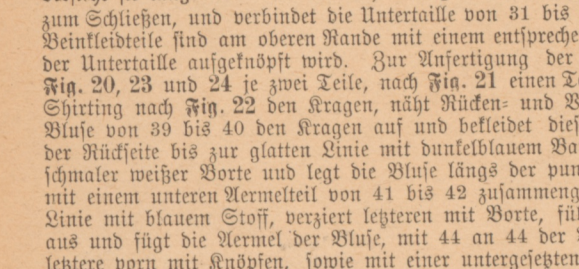 zum Schließen, und verbindet die Untertaille von 31 bis
Beinkleidteile sind am oberen Rande mit einem entspreche
der Untertaille aufgeknöpft wird. Zur Anfertigung der
Fig. 20, 23 und 24 je zwei Teile, nach Fig. 21 einen T
Shirting nach Fig. 22 den Kragen, näht Rücken= und V
Bluse von 39 bis 40 den Kragen auf und bekleidet dies
der Rückseite bis zur glatten Linie mit dunkelblauem Ba
schmaler weißer Borte und legt die Bluse längs der pun
mit einem unteren Aermelteil von 41 bis 42 zusammeng
Linie mit blauem Stoff, verziert letzteren mit Borte, fü
aus und fügt die Aermel der Bluse, mit 44 an 44 der
letztere vorn mit Knöpfen, sowie mit einer untergesetzten